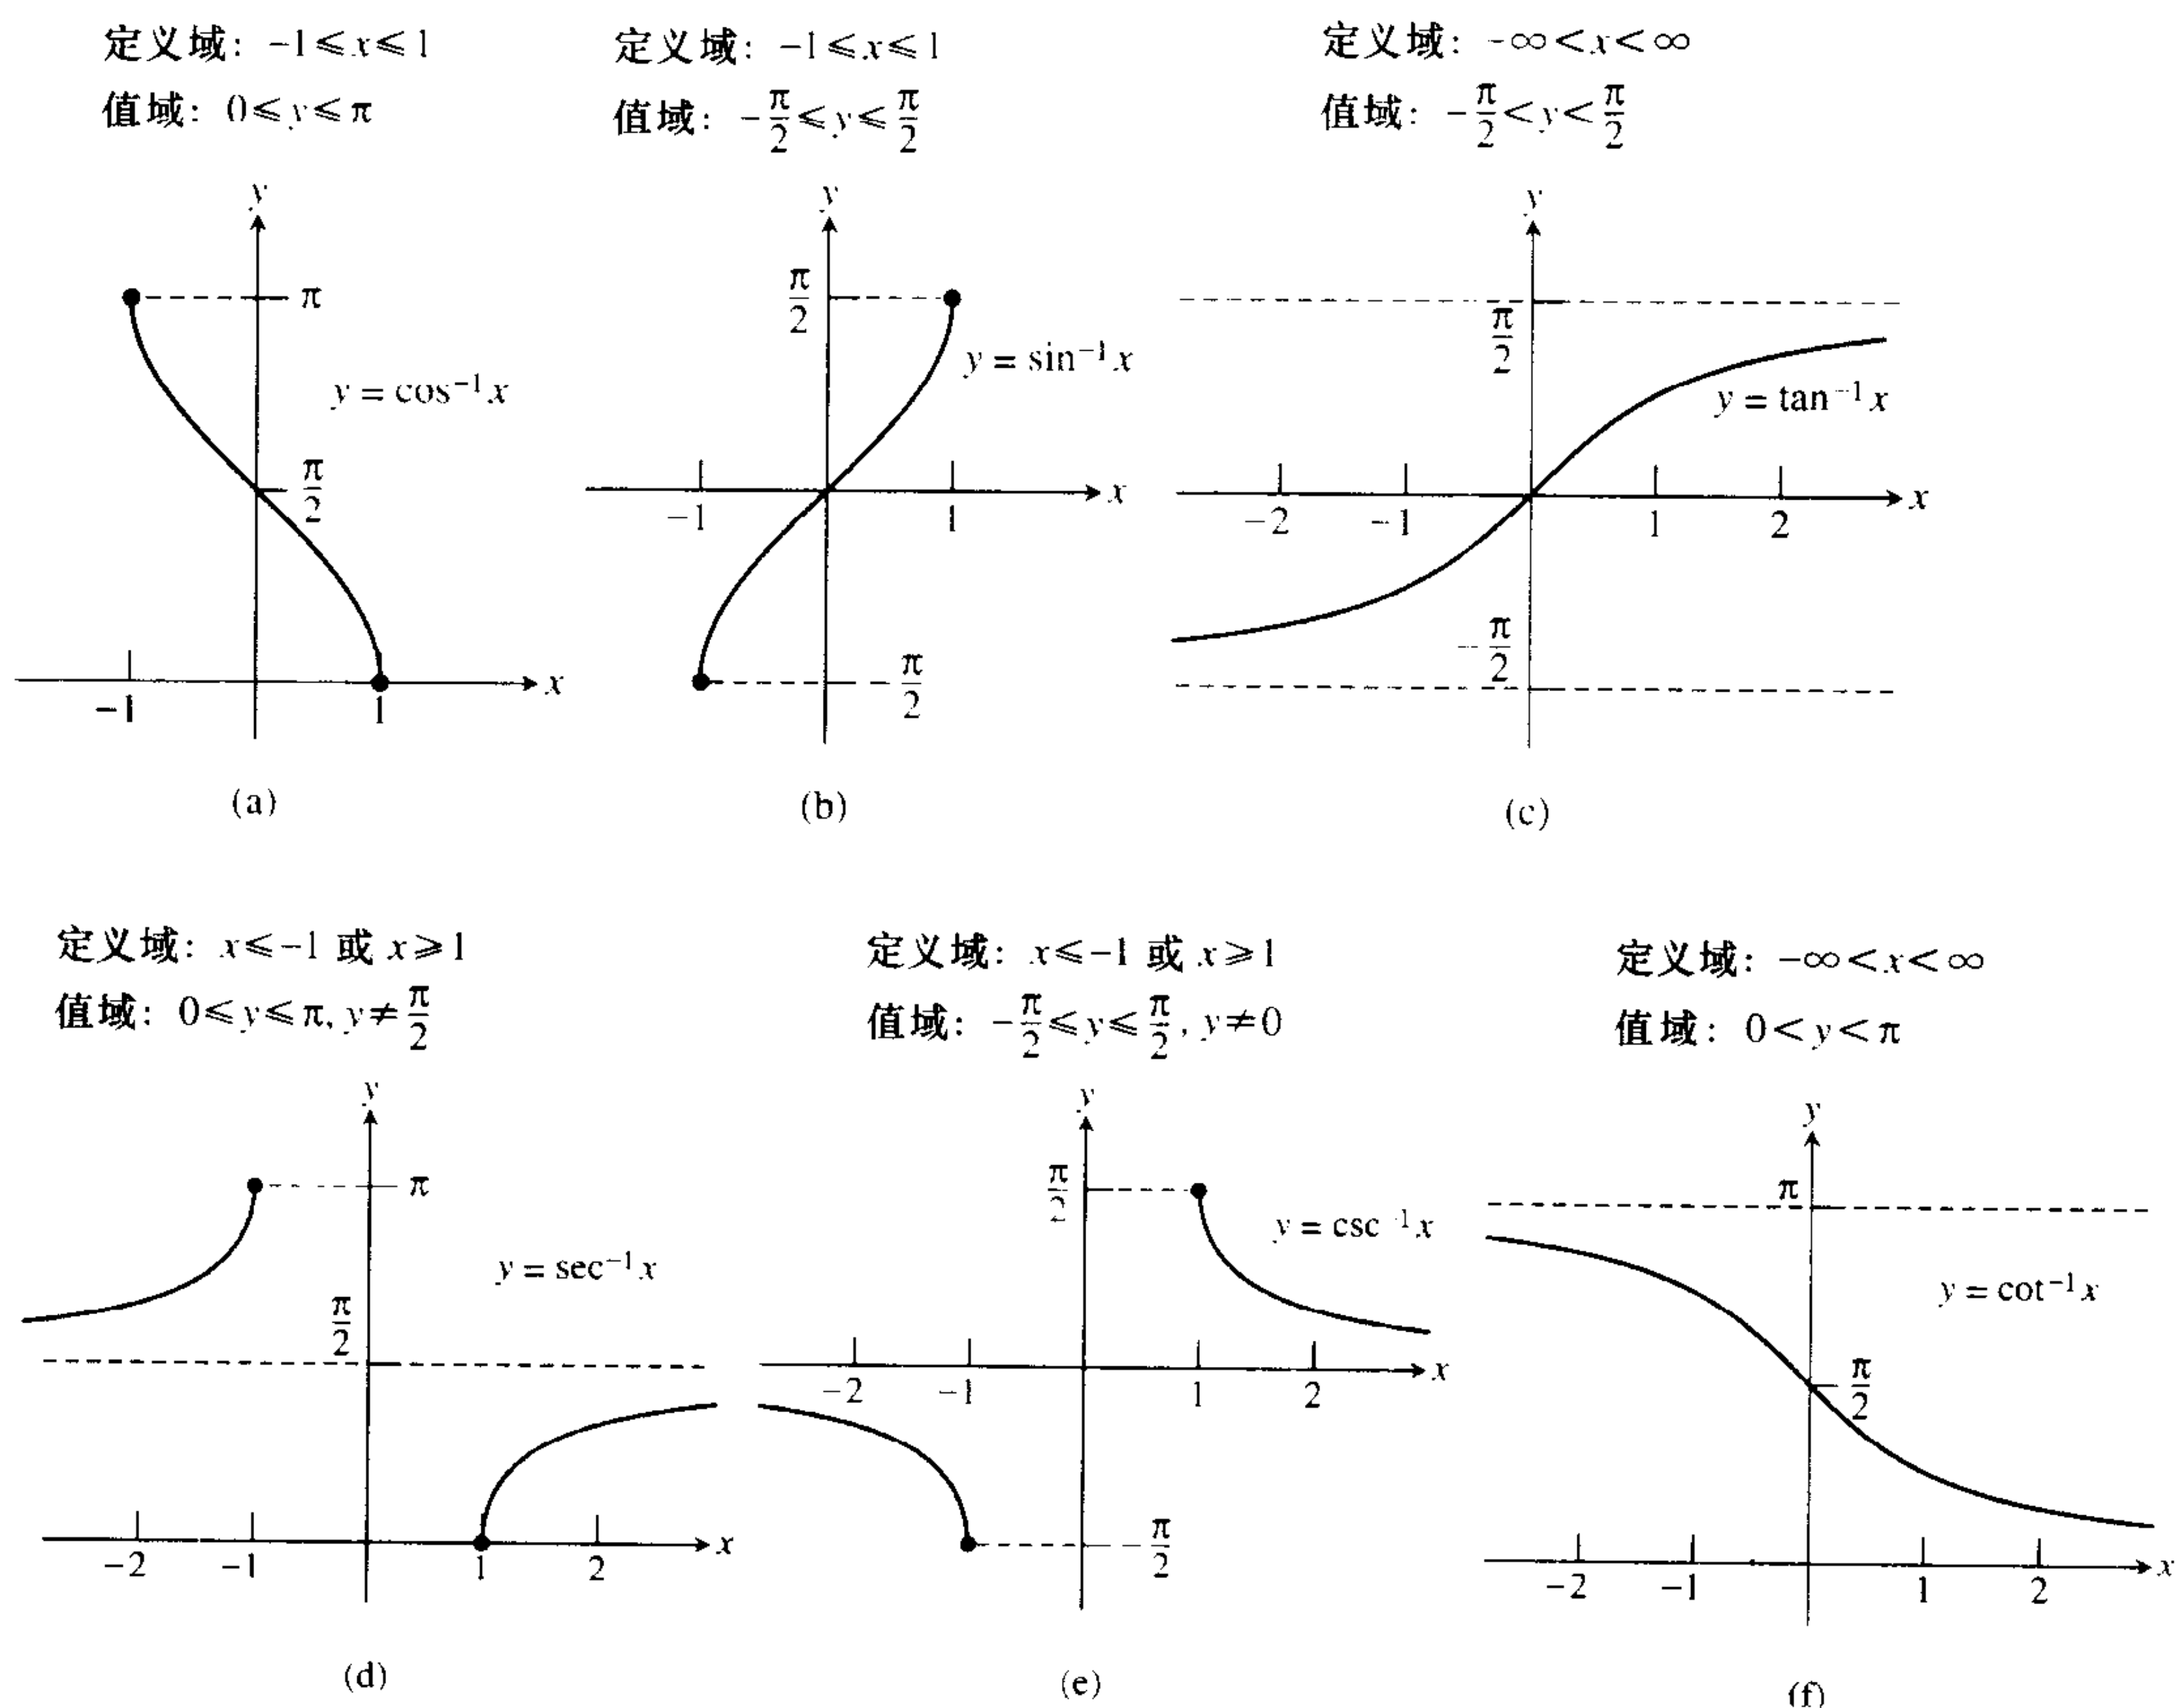 定义域: -1≤x≤1
值域: 0≤y≤π
y
π
y = cos⁻¹x
π/2
-1
1
x
(a)
定义域: -1≤x≤1
值域: -π/2≤y≤π/2
y
π/2
y = sin⁻¹x
-1
1
x
-π/2
(b)
定义域: -∞<x<∞
值域: -π/2<y<π/2
y
π/2
y = tan⁻¹x
-2
-1
1
2
x
-π/2
(c)
定义域: x≤-1 或 x≥1
值域: 0≤y≤π, y≠π/2
y
π
y = sec⁻¹x
π/2
-2
-1
1
2
x
(d)
定义域: x≤-1 或 x≥1
值域: -π/2≤y≤π/2, y≠0
y
π/2
y = csc⁻¹x
-2
-1
1
2
x
-π/2
(e)
定义域: -∞<x<∞
值域: 0<y<π
y
π
y = cot⁻¹x
π/2
-2
-1
1
2
x
(f)